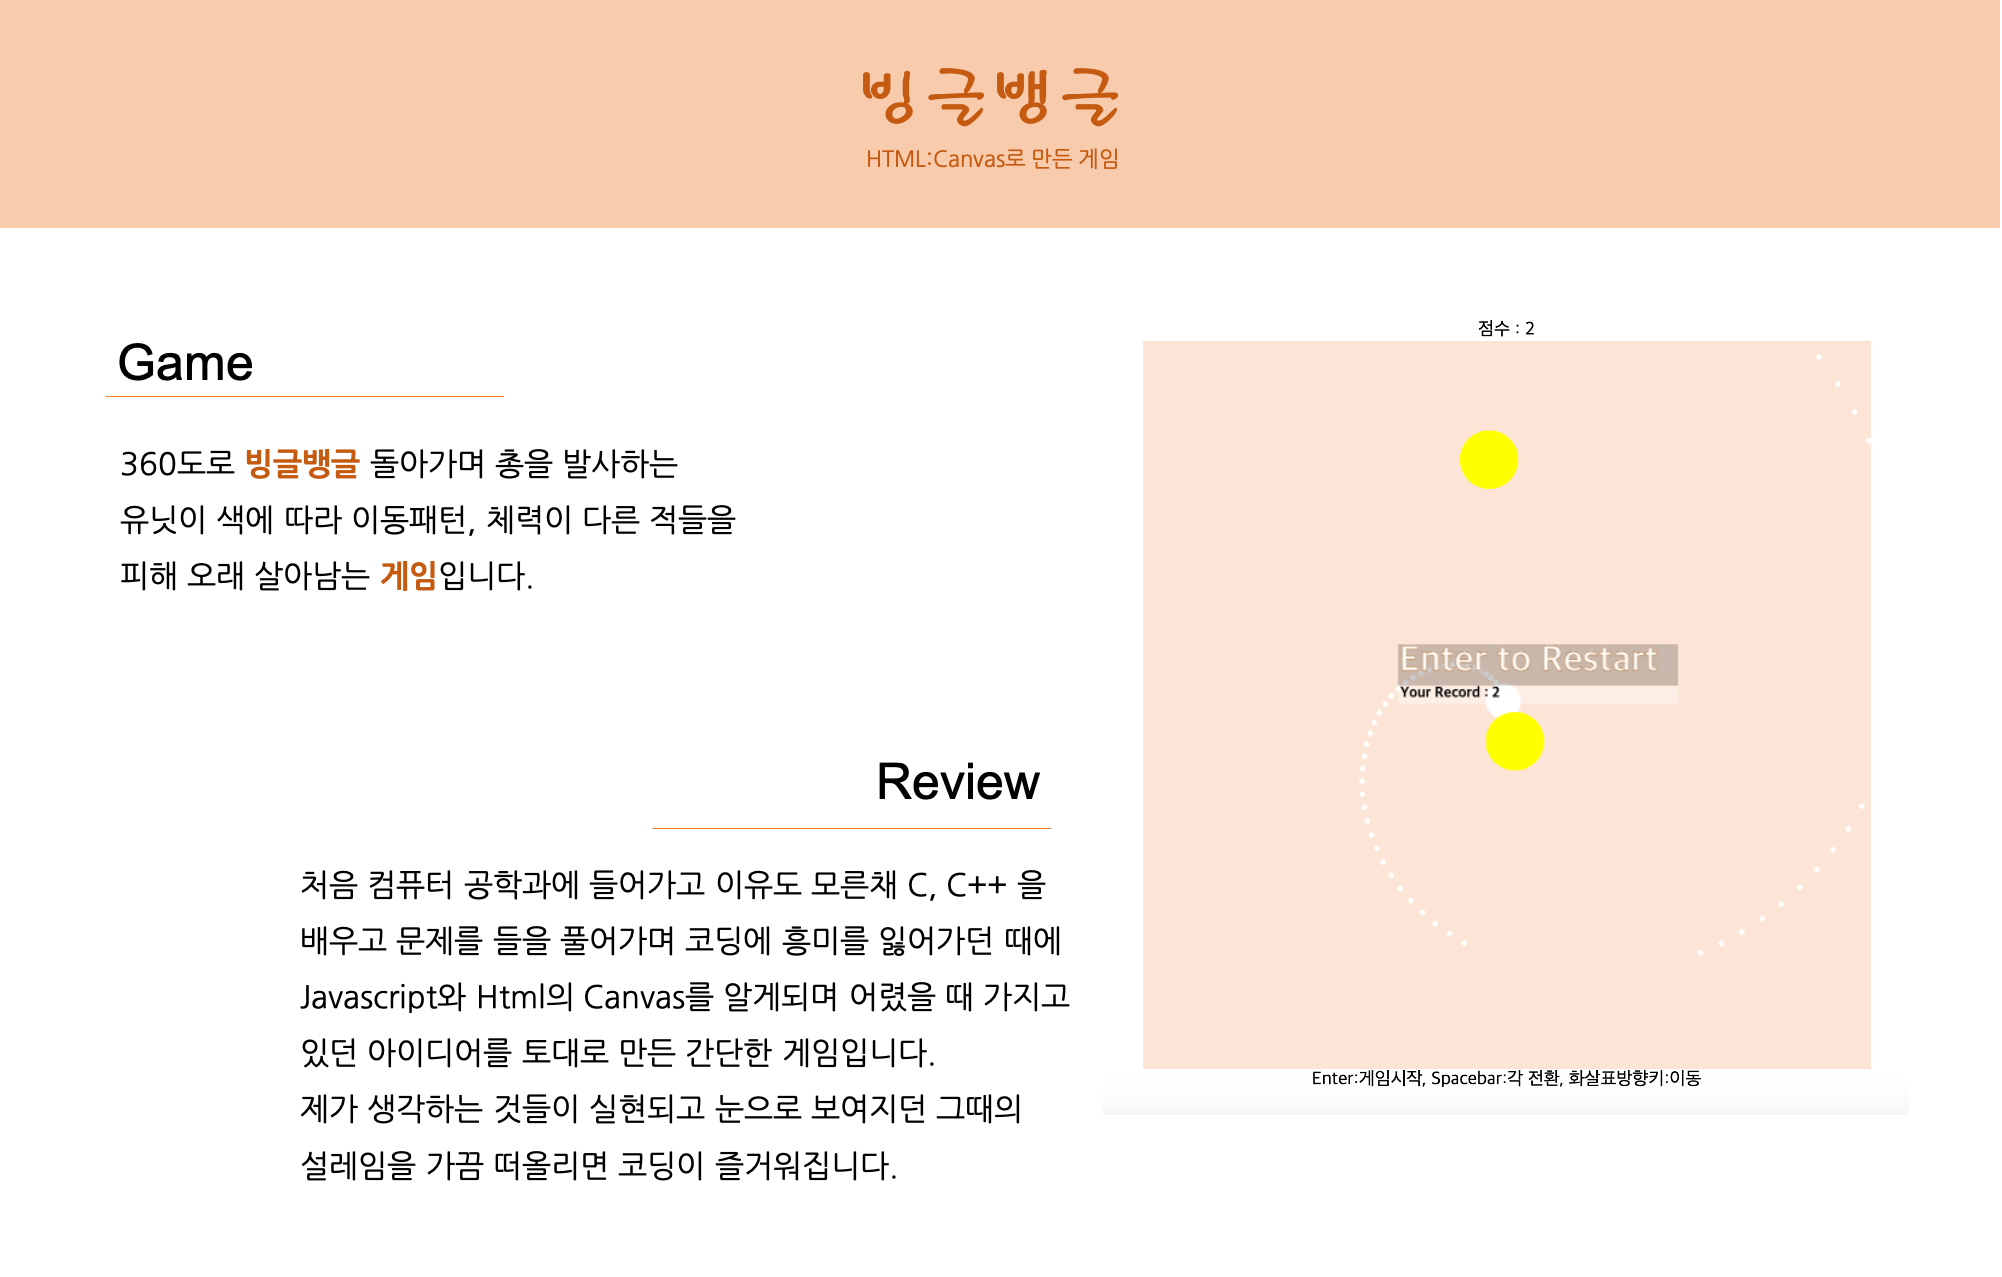 빙글뱅글
HTML:Canvas로 만든 게임
Game
360도로 빙글뱅글 돌아가며 총을 발사하는
유닛이 색에 따라 이동패턴, 체력이 다른 적들을
피해 오래 살아남는 게임입니다.
Review
처음 컴퓨터 공학과에 들어가고 이유도 모른채 C, C++ 을
배우고 문제를 들을 풀어가며 코딩에 흥미를 잃어가던 때에
Javascript와 Html의 Canvas를 알게되며 어렸을 때 가지고
있던 아이디어를 토대로 만든 간단한 게임입니다.
제가 생각하는 것들이 실현되고 눈으로 보여지던 그때의
설레임을 가끔 떠올리면 코딩이 즐거워집니다.
점수 : 2
Enter to Restart
Your Record : 2
Enter:게임시작, Spacebar:각 전환, 화살표방향키:이동